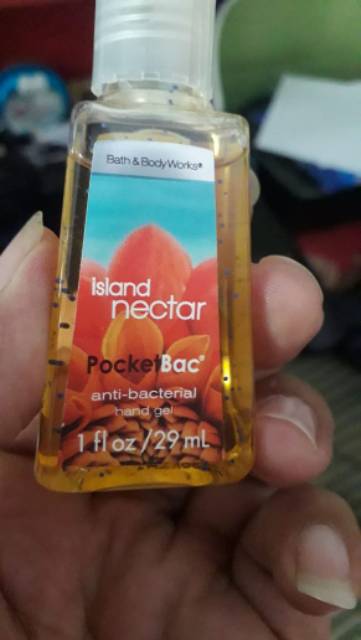 Bath & Body Works®
Island
nectar
PocketBac®
anti-bacterial
hand gel
1 fl oz / 29 mL